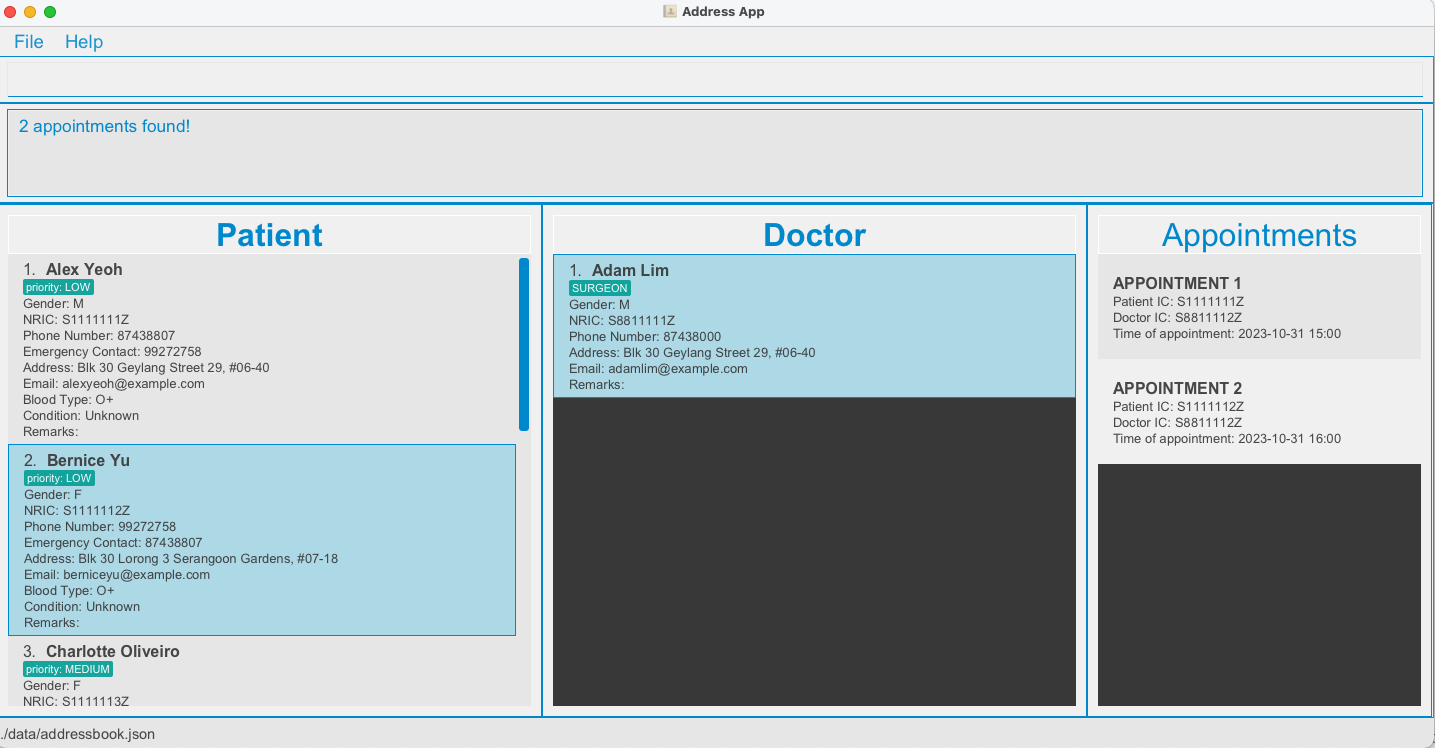 Address App
File Help
2 appointments found!
Patient
1. Alex Yeoh
priority: LOW
Gender: M
NRIC: S1111111Z
Phone Number: 87438807
Emergency Contact: 99272758
Address: Blk 30 Geylang Street 29, #06-40
Email: alexyeoh@example.com
Blood Type: O+
Condition: Unknown
Remarks:
2. Bernice Yu
priority: LOW
Gender: F
NRIC: S1111112Z
Phone Number: 99272758
Emergency Contact: 87438807
Address: Blk 30 Lorong 3 Serangoon Gardens, #07-18
Email: berniceyu@example.com
Blood Type: O+
Condition: Unknown
Remarks:
3. Charlotte Oliveiro
priority: MEDIUM
Gender: F
NRIC: S1111113Z
Doctor
1. Adam Lim
SURGEON
Gender: M
NRIC: S8811111Z
Phone Number: 87438000
Address: Blk 30 Geylang Street 29, #06-40
Email: adamlim@example.com
Remarks:
Appointments
APPOINTMENT 1
Patient IC: S1111111Z
Doctor IC: S8811112Z
Time of appointment: 2023-10-31 15:00
APPOINTMENT 2
Patient IC: S1111112Z
Doctor IC: S8811112Z
Time of appointment: 2023-10-31 16:00
./data/addressbook.json